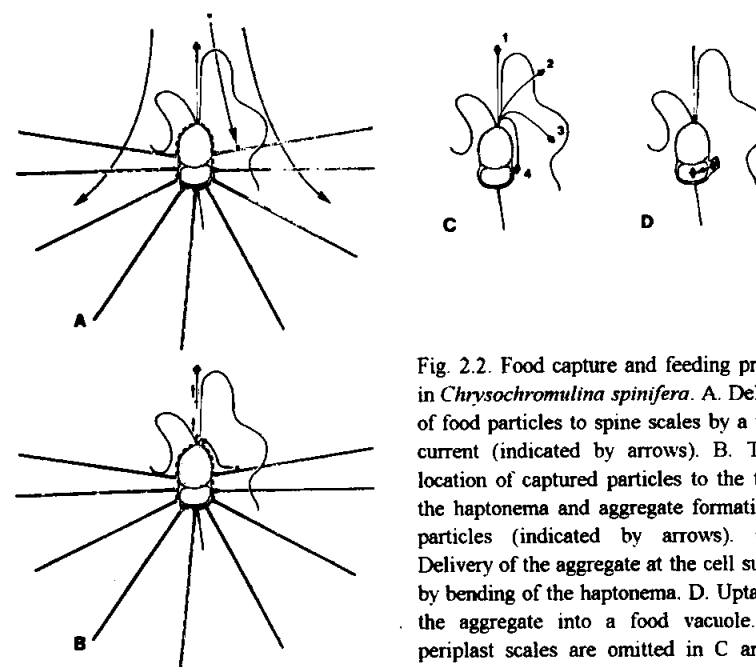 1
2
3
4
A
B
C
D
Fig. 2.2. Food capture and feeding pr
in Chrysochromulina spinifera. A. Del
of food particles to spine scales by a
current (indicated by arrows). B. T
location of captured particles to the
the haptonema and aggregate formati
particles (indicated by arrows).
Delivery of the aggregate at the cell su
by bending of the haptonema. D. Upta
the aggregate into a food vacuole.
periplast scales are omitted in C